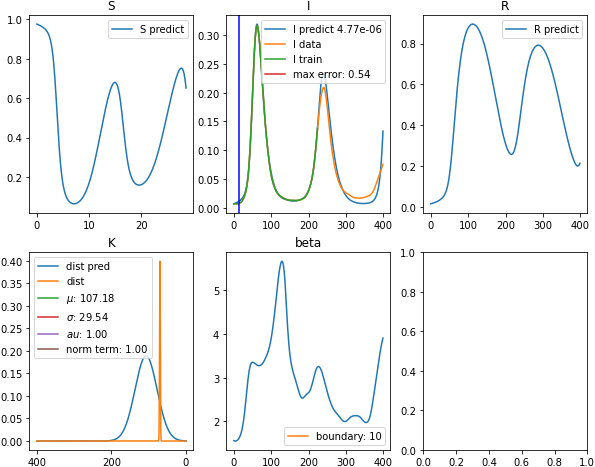 S
1.0
0.8
0.6
0.4
0.2
0 10 20
S predict
I
0.30
0.25
0.20
0.15
0.10
0.05
0.00
0 100 200 300 400
I predict 4.77e-06
I data
I train
max error: 0.54
R
0.8
0.6
0.4
0.2
0.0
0 200 400
R predict
K
0.40
0.35
0.30
0.25
0.20
0.15
0.10
0.05
0.00
400 200 0
dist pred
dist
μ: 107.18
σ: 29.54
au: 1.00
norm term: 1.00
beta
5
4
3
2
0 100 200 300 400
boundary: 10
1.0
0.8
0.6
0.4
0.2
0.0
0.0 0.2 0.4 0.6 0.8 1.0